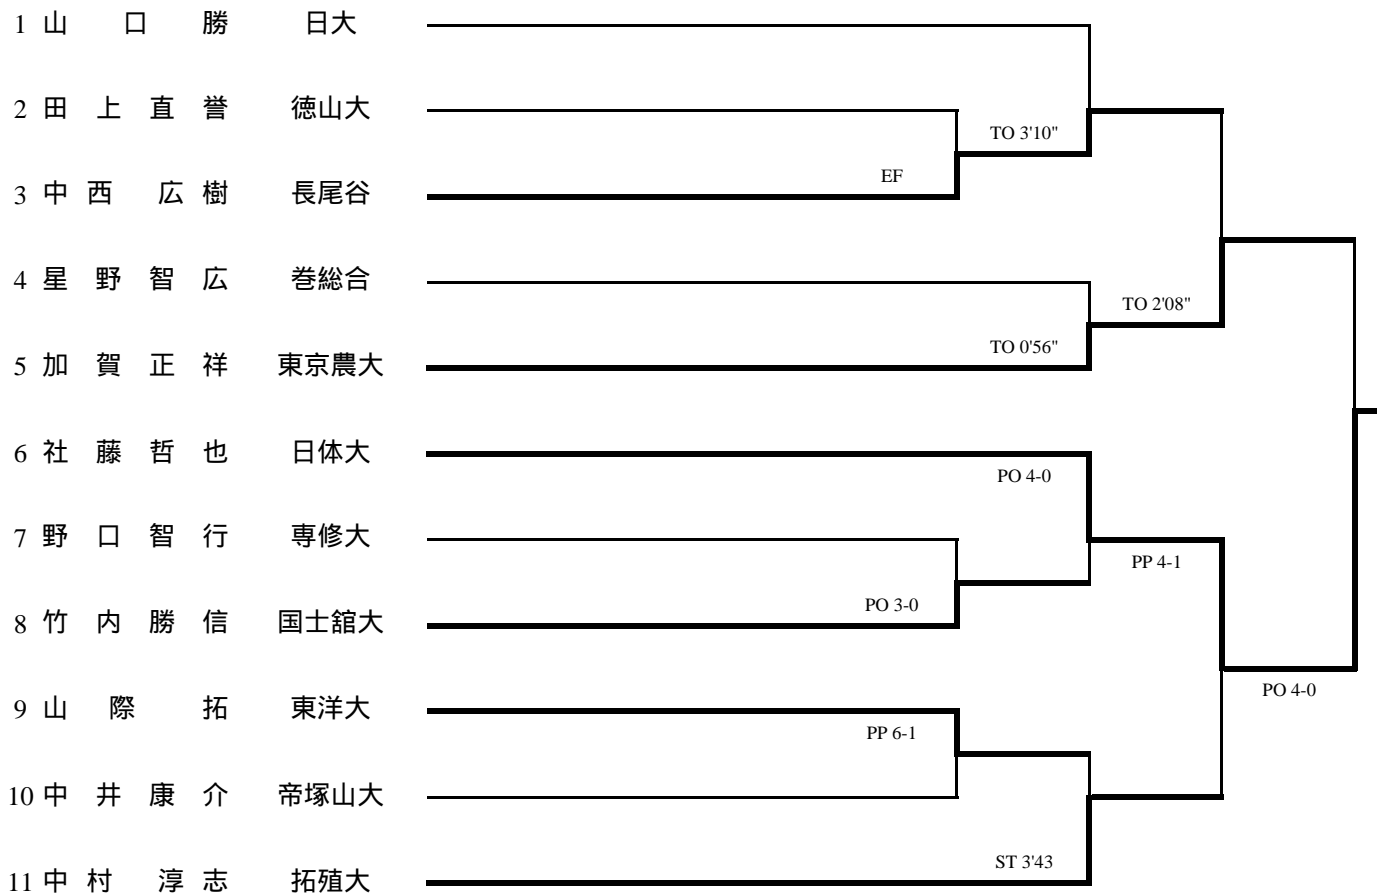 1 山 口 勝 日大
2 田 上 直 誉 徳山大
TO 3'10"
EF
3 中 西 広 樹 長尾谷
4 星 野 智 広 巻総合
TO 2'08"
TO 0'56"
5 加 賀 正 祥 東京農大
6 社 藤 哲 也 日体大
PO 4-0
7 野 口 智 行 専修大
PP 4-1
PO 3-0
8 竹 内 勝 信 国士舘大
PO 4-0
9 山 際 拓 東洋大
PP 6-1
10 中 井 康 介 帝塚山大
ST 3'43
11 中 村 淳 志 拓殖大